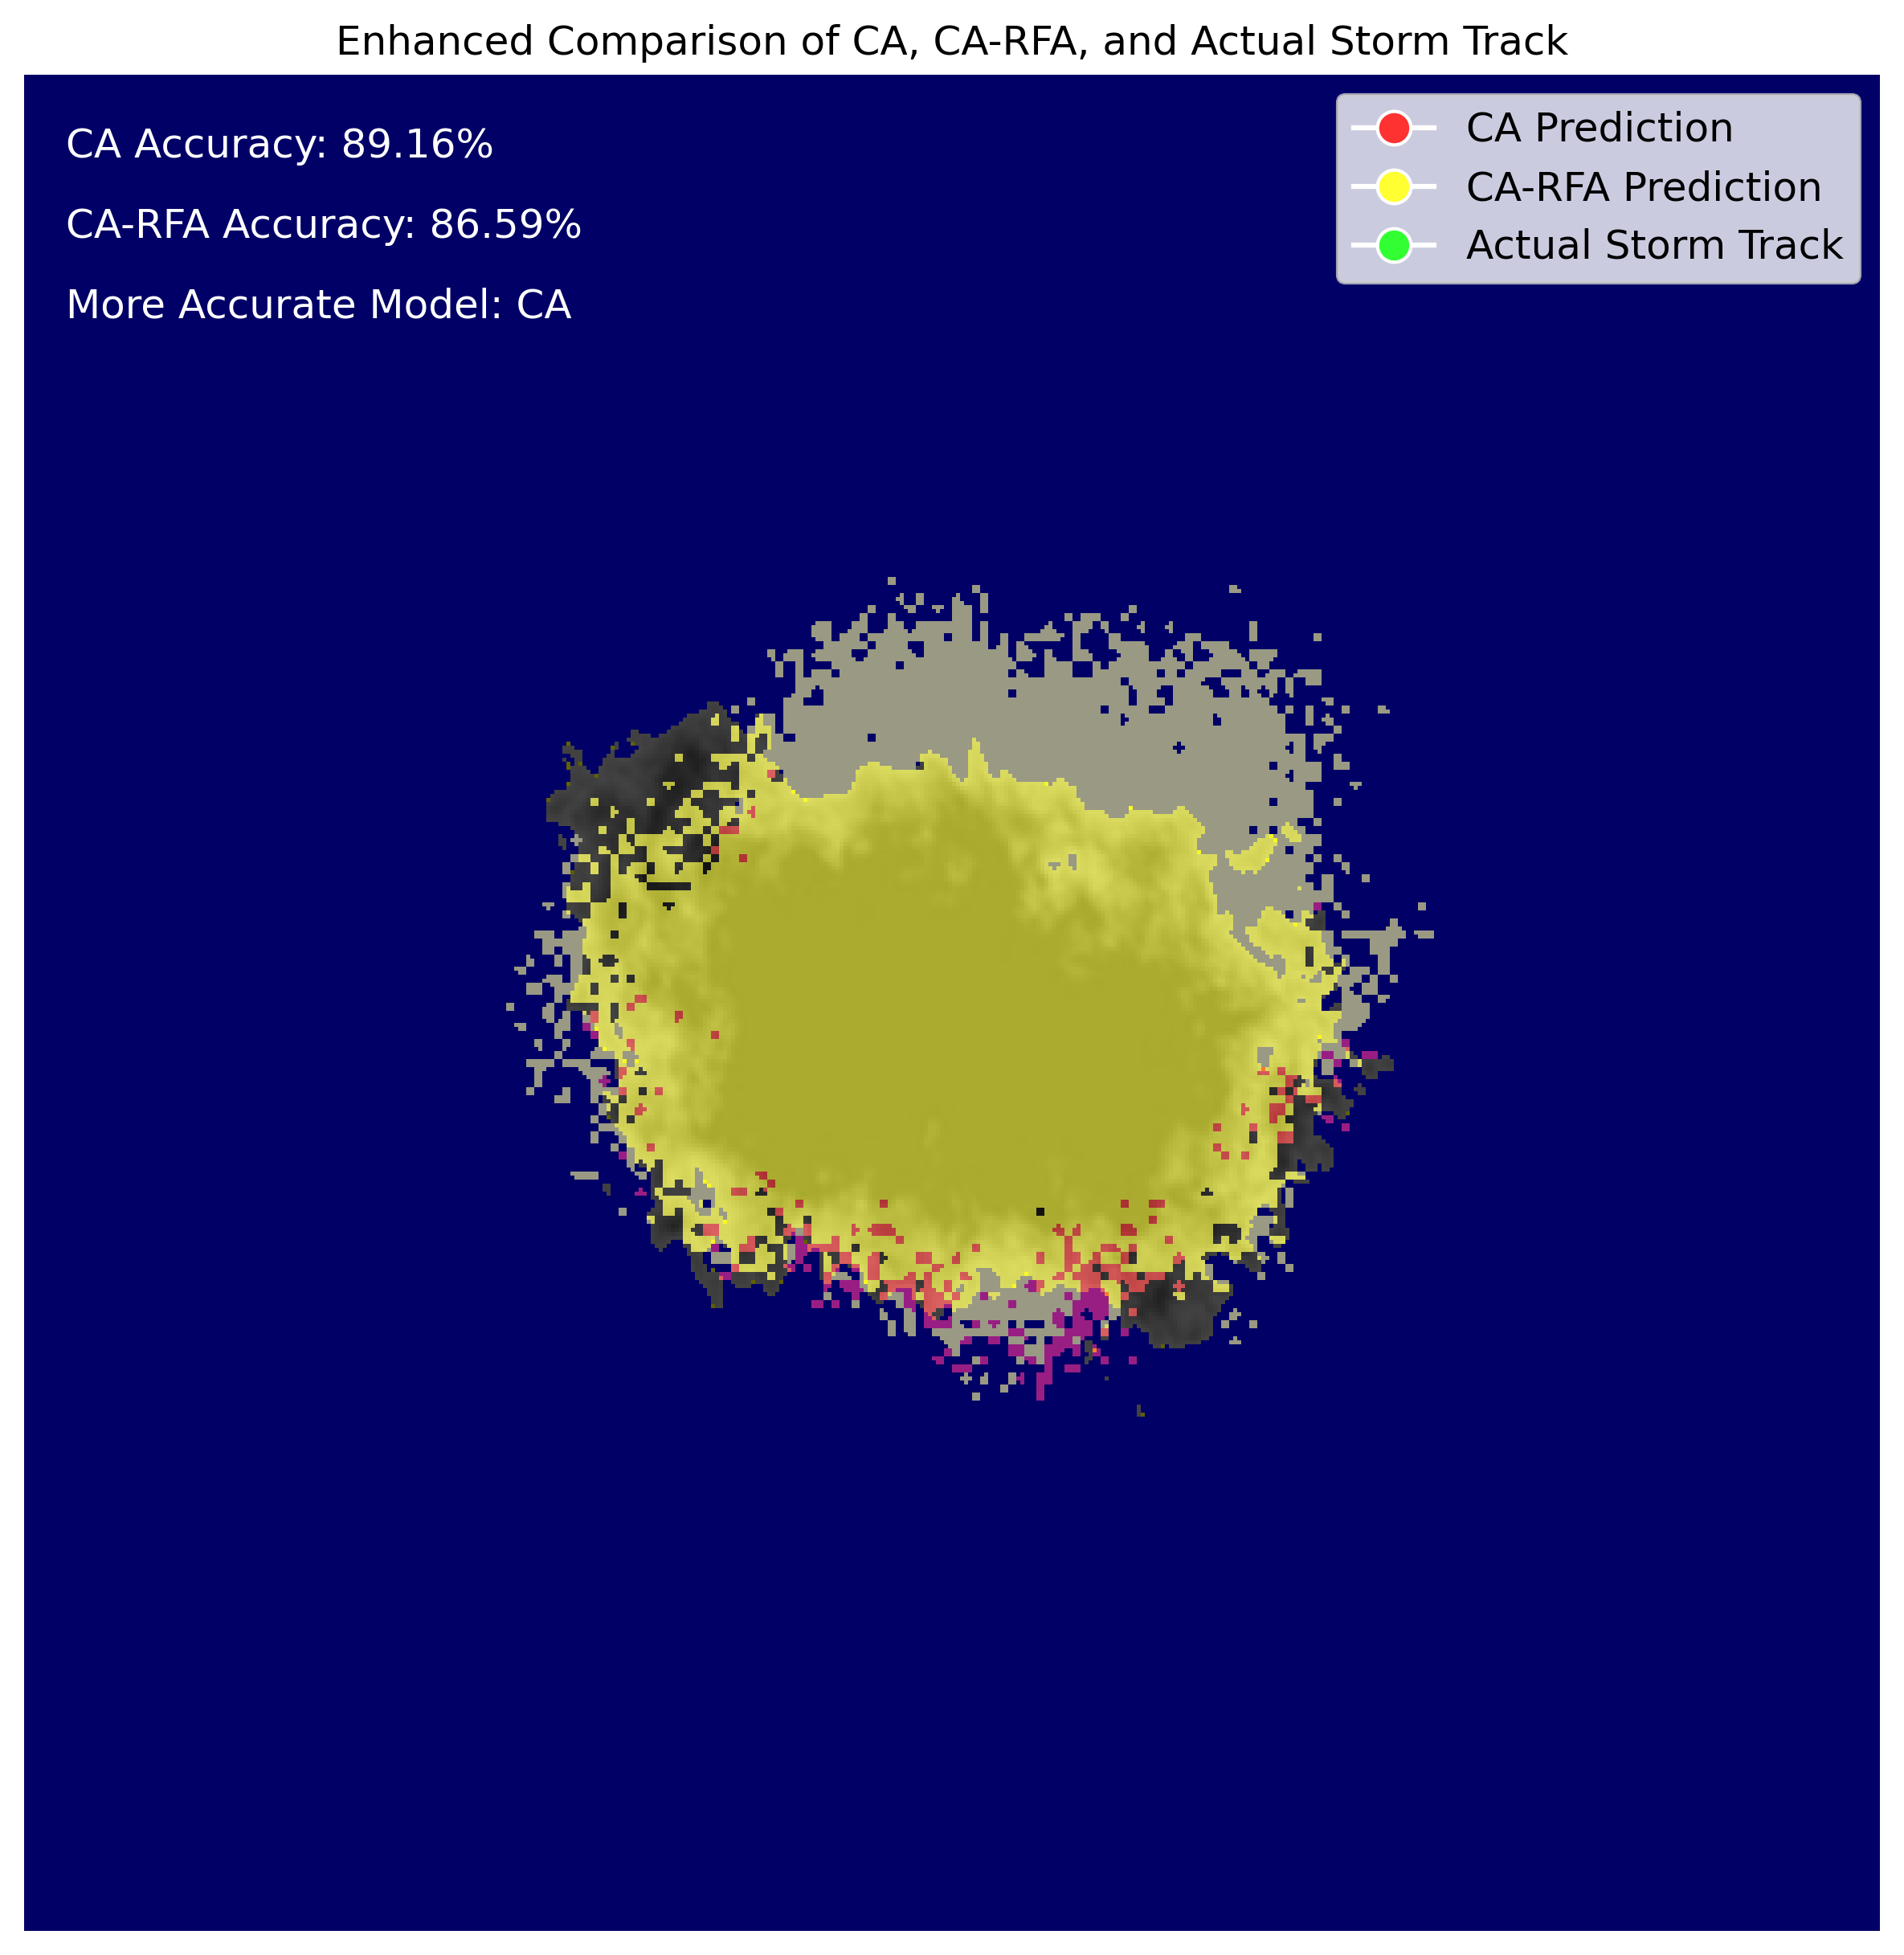 Enhanced Comparison of CA, CA-RFA, and Actual Storm Track
CA Accuracy: 89.16%
CA-RFA Accuracy: 86.59%
More Accurate Model: CA
CA Prediction
CA-RFA Prediction
Actual Storm Track